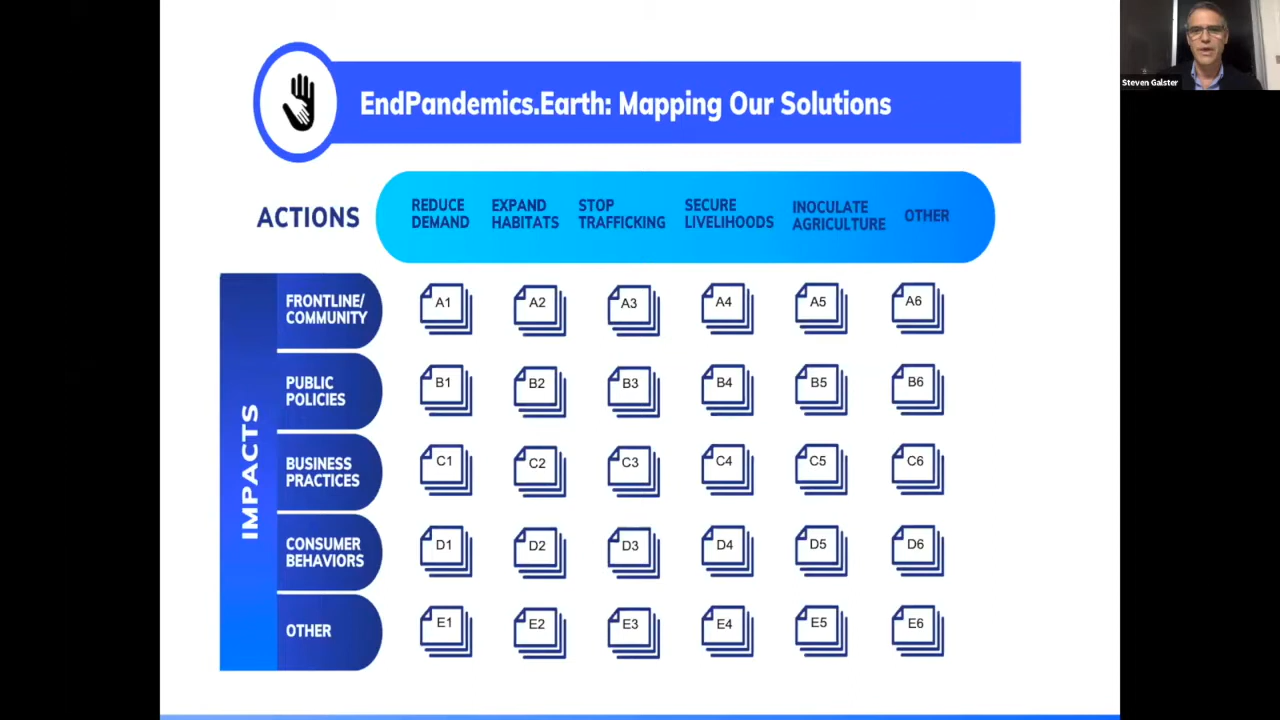 Steven Galster
EndPandemics.Earth: Mapping Our Solutions
ACTIONS
REDUCE
DEMAND
EXPAND
HABITATS
STOP
TRAFFICKING
SECURE
LIVELIHOODS
INOCULATE
AGRICULTURE
OTHER
IMPACTS
FRONTLINE/
COMMUNITY
A1 A2 A3 A4 A5 A6
PUBLIC
POLICIES
B1 B2 B3 B4 B5 B6
BUSINESS
PRACTICES
C1 C2 C3 C4 C5 C6
CONSUMER
BEHAVIORS
D1 D2 D3 D4 D5 D6
OTHER
E1 E2 E3 E4 E5 E6